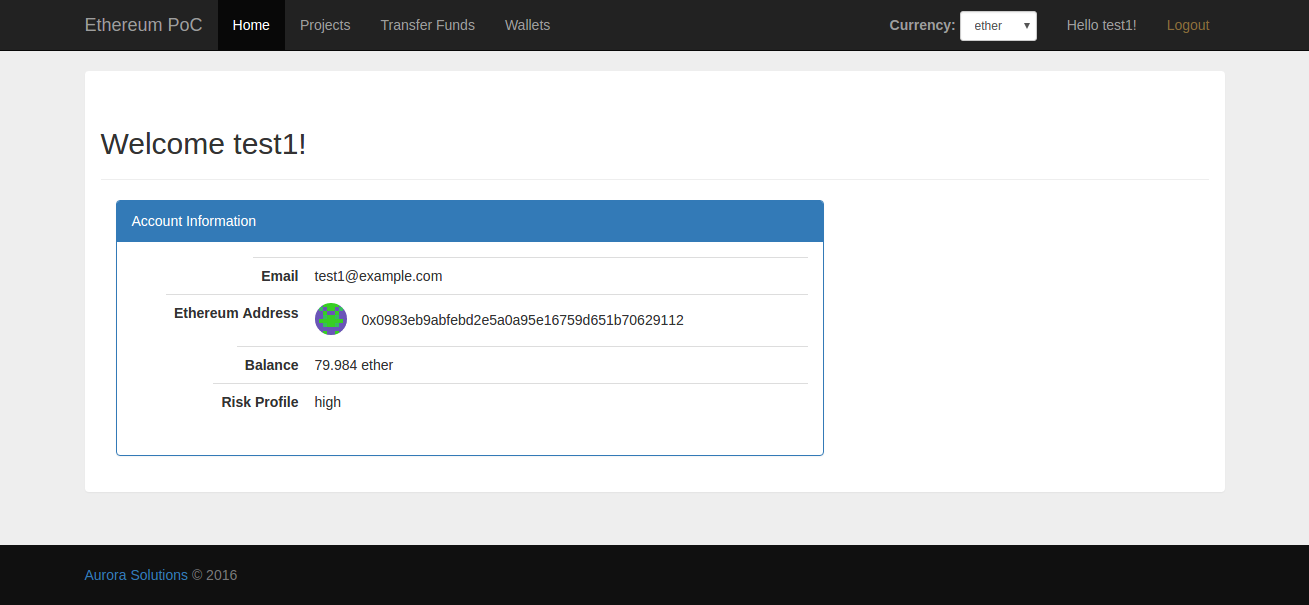 Ethereum PoC Home Projects Transfer Funds Wallets Currency: ether Hello test1! Logout
Welcome test1!
Account Information
Email test1@example.com
Ethereum Address 0x0983eb9abfebd2e5a0a95e16759d651b70629112
Balance 79.984 ether
Risk Profile high
Aurora Solutions © 2016